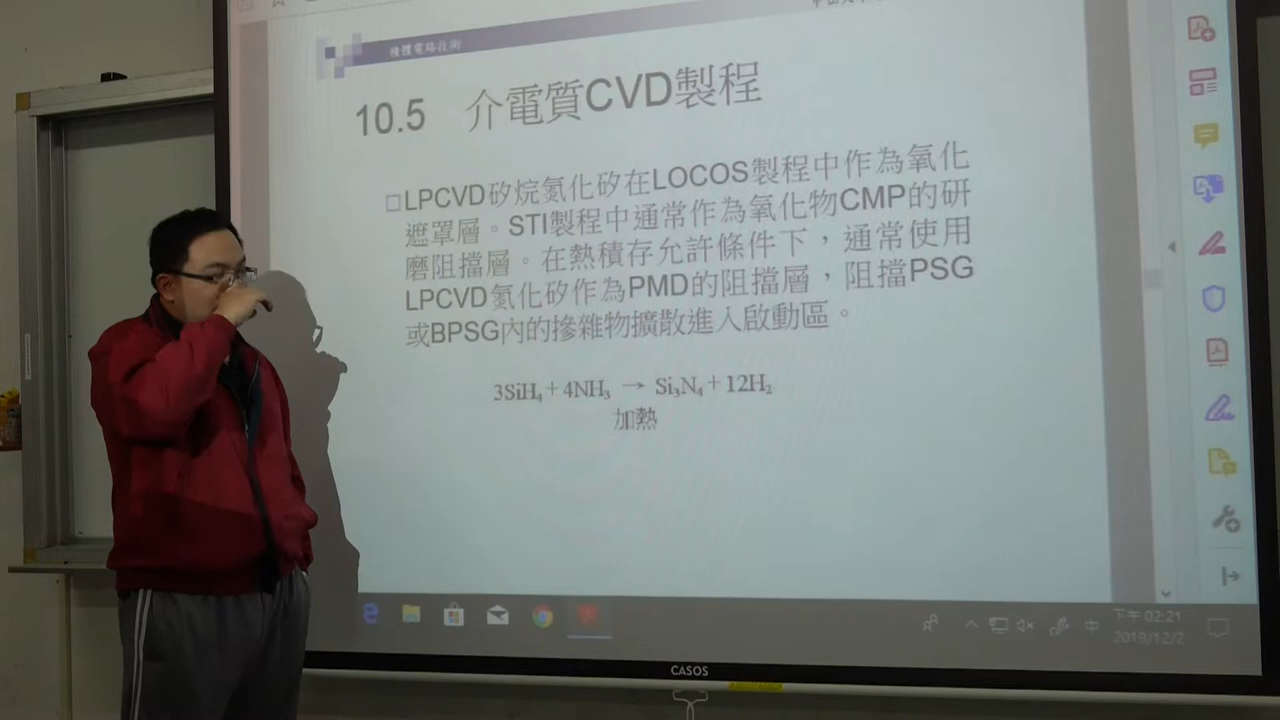 積體電路技術
10.5 介電質CVD製程
LPCVD矽烷氮化矽在LOCOS製程中作為氧化
遮罩層。STI製程中通常作為氧化物CMP的研
磨阻擋層。在熱積存允許條件下，通常使用
LPCVD氮化矽作為PMD的阻擋層，阻擋PSG
或BPSG內的摻雜物擴散進入啟動區。
3SiH₄ + 4NH₃ → Si₃N₄ + 12H₂
加熱
中
下午 02:21
2019/12/2
CASOS